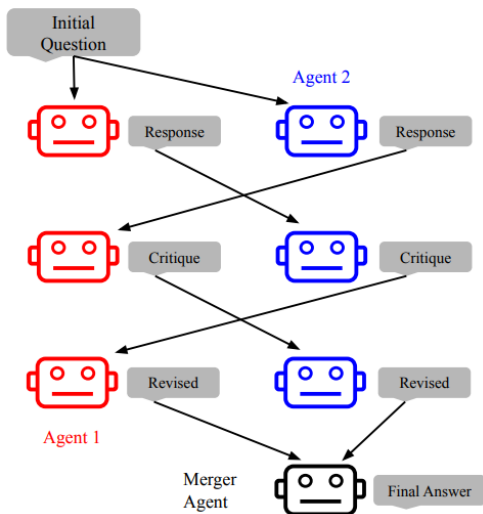 Initial
Question
Agent 2
Response
Response
Critique
Critique
Revised
Revised
Agent 1
Merger
Agent
Final Answer